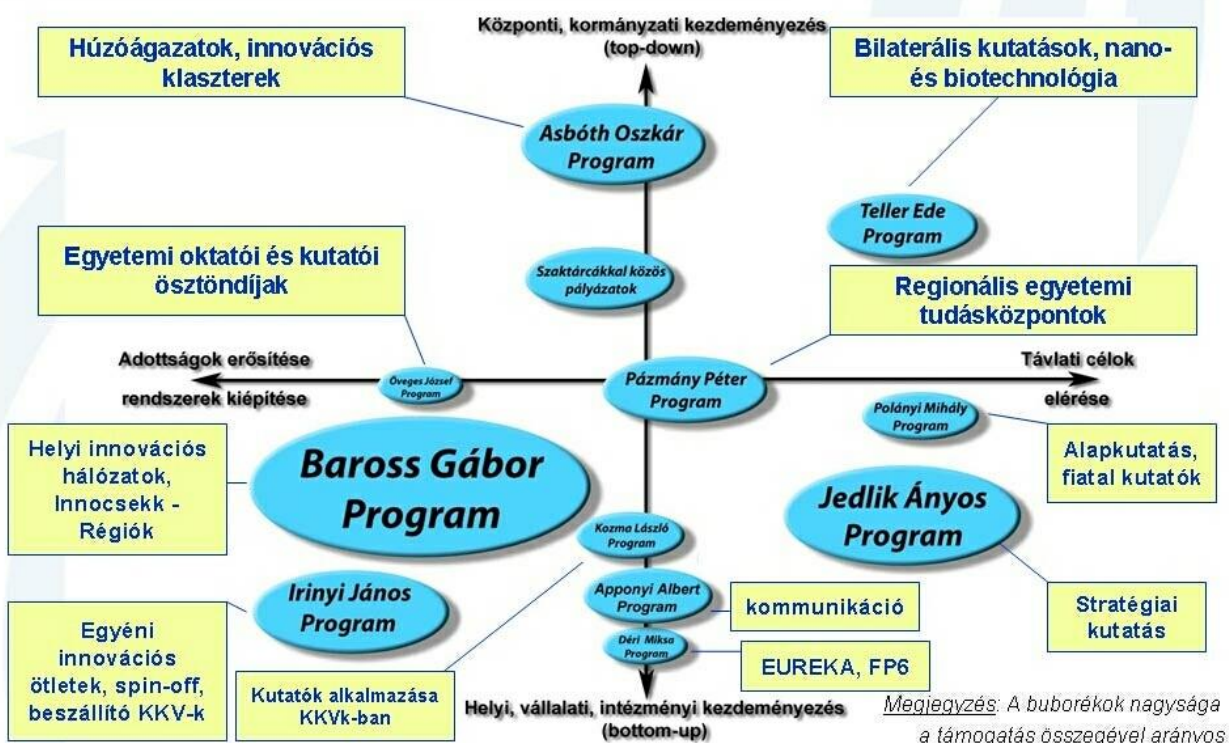 Központi, kormányzati kezdeményezés
(top-down)
Húzóágazatok, innovációs
klaszterek
Bilaterális kutatások, nano-
és biotechnológia
Asbóth Oszkár
Program
Teller Ede
Program
Egyetemi oktatói és kutatói
ösztöndíjak
Szaktárcákkal közös
pályázatok
Regionális egyetemi
tudásközpontok
Adottságok erősítése
rendszerek kiépítése
Öveges József
Program
Pázmány Péter
Program
Távlati célok
elérése
Polányi Mihály
Program
Helyi innovációs
hálózatok,
Innocsekk -
Régiók
Baross Gábor
Program
Alapkutatás,
fiatal kutatók
Jedlik Ányos
Program
Kozma László
Program
Irinyi János
Program
Apponyi Albert
Program
kommunikáció
Stratégiai
kutatás
Egyéni
innovációs
ötletek, spin-off,
beszállító KKV-k
Déri Miksa
Program
EUREKA, FP6
Kutatók alkalmazása
KKVk-ban
Helyi, vállalati, intézményi kezdeményezés
(bottom-up)
Megjegyzés: A buborékok nagysága
a támogatás összegével arányos